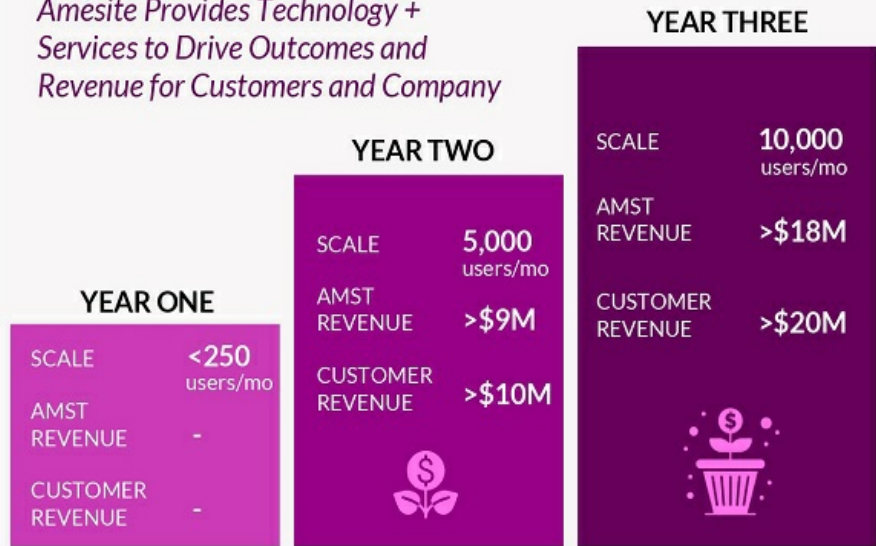 Amesite Provides Technology +
Services to Drive Outcomes and
Revenue for Customers and Company
YEAR ONE
SCALE <250
users/mo
AMST
REVENUE -
CUSTOMER
REVENUE -
YEAR TWO
SCALE 5,000
users/mo
AMST
REVENUE >$9M
CUSTOMER
REVENUE >$10M
$
YEAR THREE
SCALE 10,000
users/mo
AMST
REVENUE >$18M
CUSTOMER
REVENUE >$20M
$